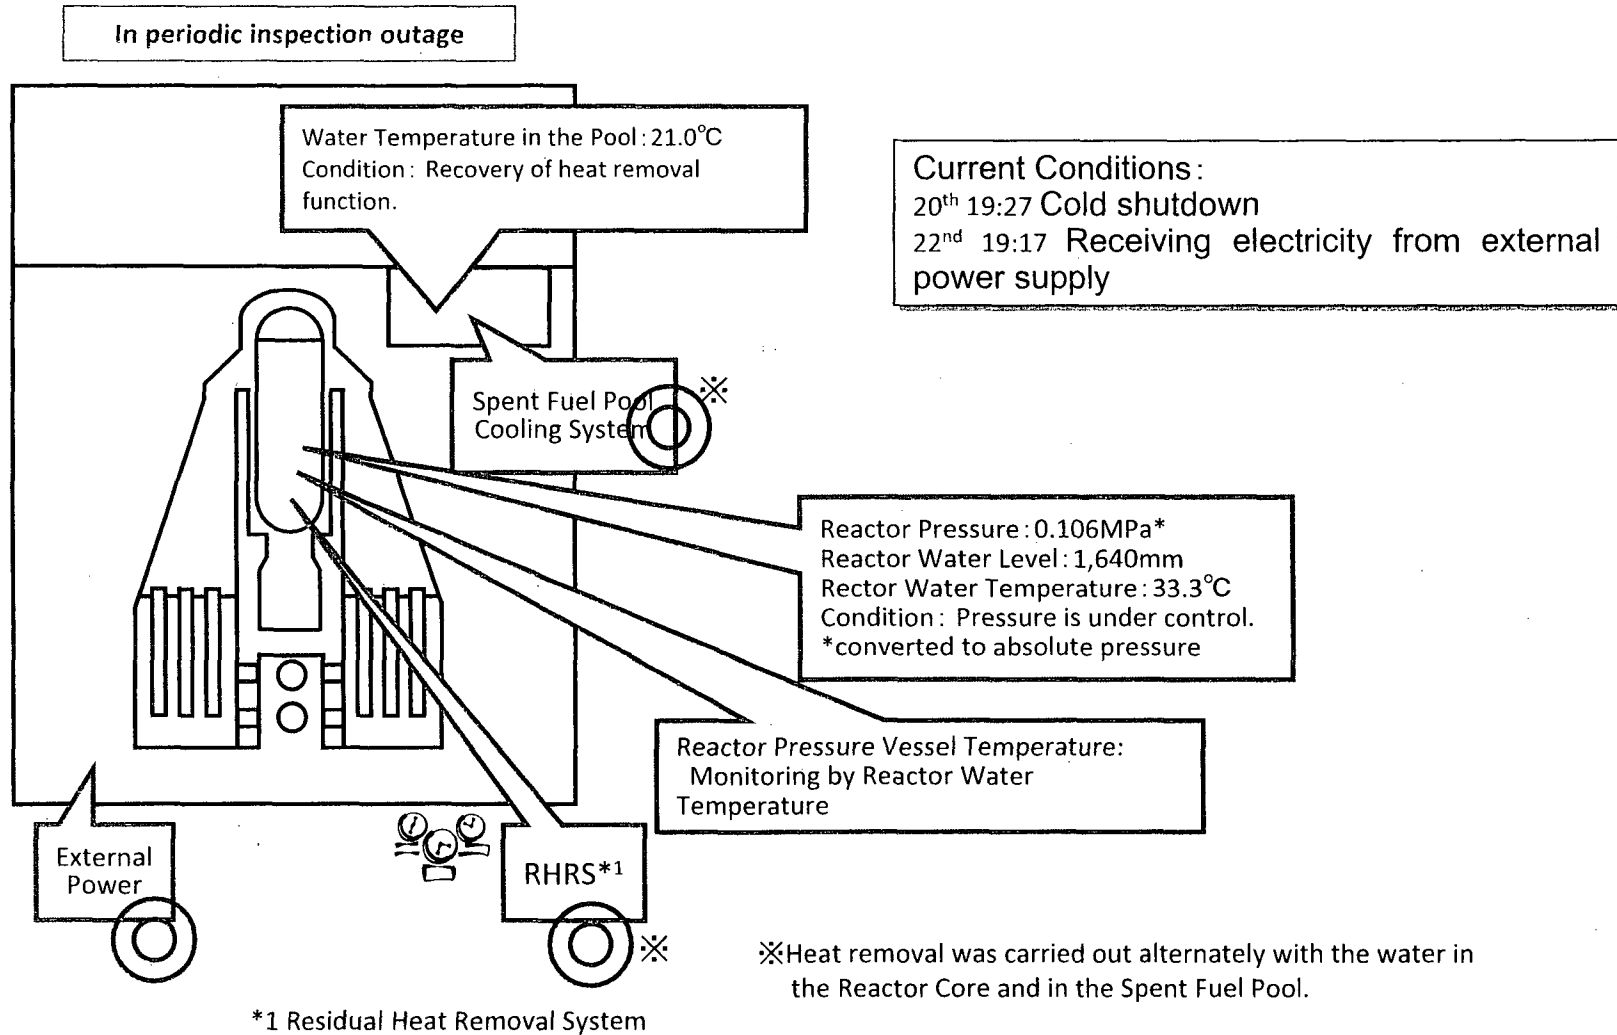 In periodic inspection outage
Water Temperature in the Pool : 21.0℃
Condition : Recovery of heat removal
function.
Current Conditions :
20th 19:27 Cold shutdown
22nd 19:17 Receiving electricity from external
power supply
Spent Fuel Pool
Cooling System
※
Reactor Pressure : 0.106MPa*
Reactor Water Level : 1,640mm
Rector Water Temperature : 33.3℃
Condition : Pressure is under control.
*converted to absolute pressure
Reactor Pressure Vessel Temperature:
Monitoring by Reactor Water
Temperature
External
Power
RHRS*1
※
※Heat removal was carried out alternately with the water in
the Reactor Core and in the Spent Fuel Pool.
*1 Residual Heat Removal System